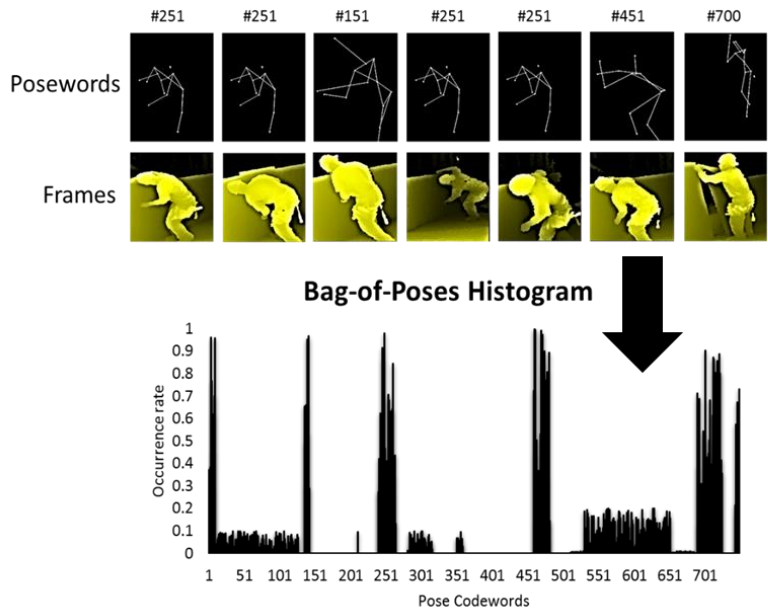 #251 #251 #151 #251 #251 #451 #700
Posewords
Frames
Bag-of-Poses Histogram
1
0.9
0.8
0.7
0.6
0.5
0.4
0.3
0.2
0.1
0
Occurrence rate
1 51 101 151 201 251 301 351 401 451 501 551 601 651 701
Pose Codewords